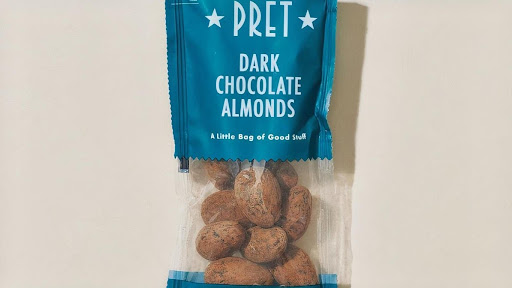 ★ PRET ★
DARK
CHOCOLATE
ALMONDS
A Little Bag of Good Stuff